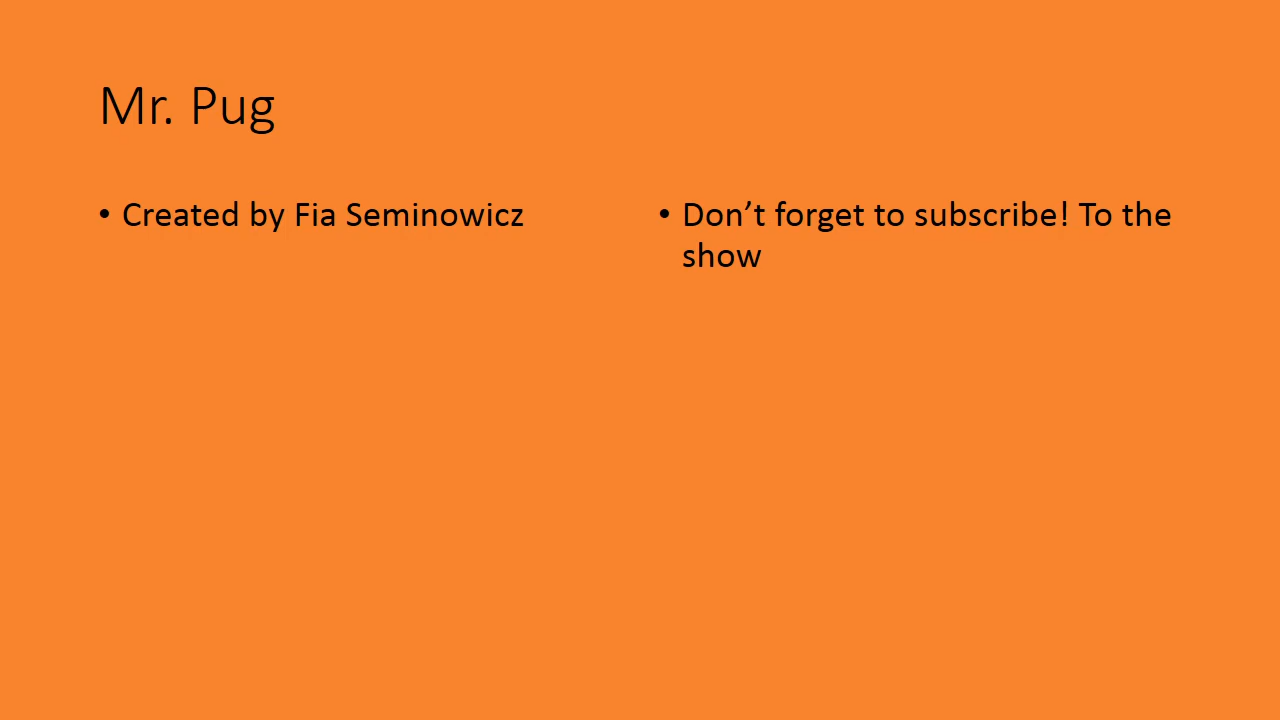 Mr. Pug
• Created by Fia Seminowicz
• Don’t forget to subscribe! To the
show